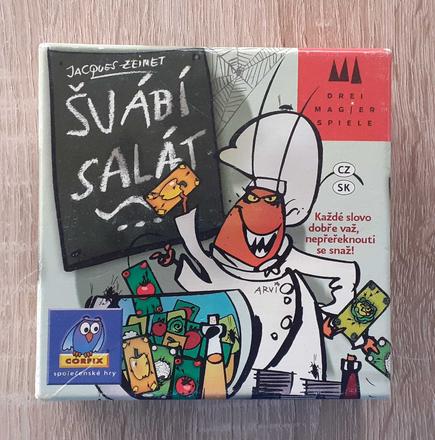 JACQUES-ZEIMET
ŠVÁBÍ
SALÁT
DREI
MAGIER
SPIELE
CZ
SK
Každé slovo
dobře važ,
nepřeřeknouti
se snaž!
ARVI
CORFIX
společenské hry